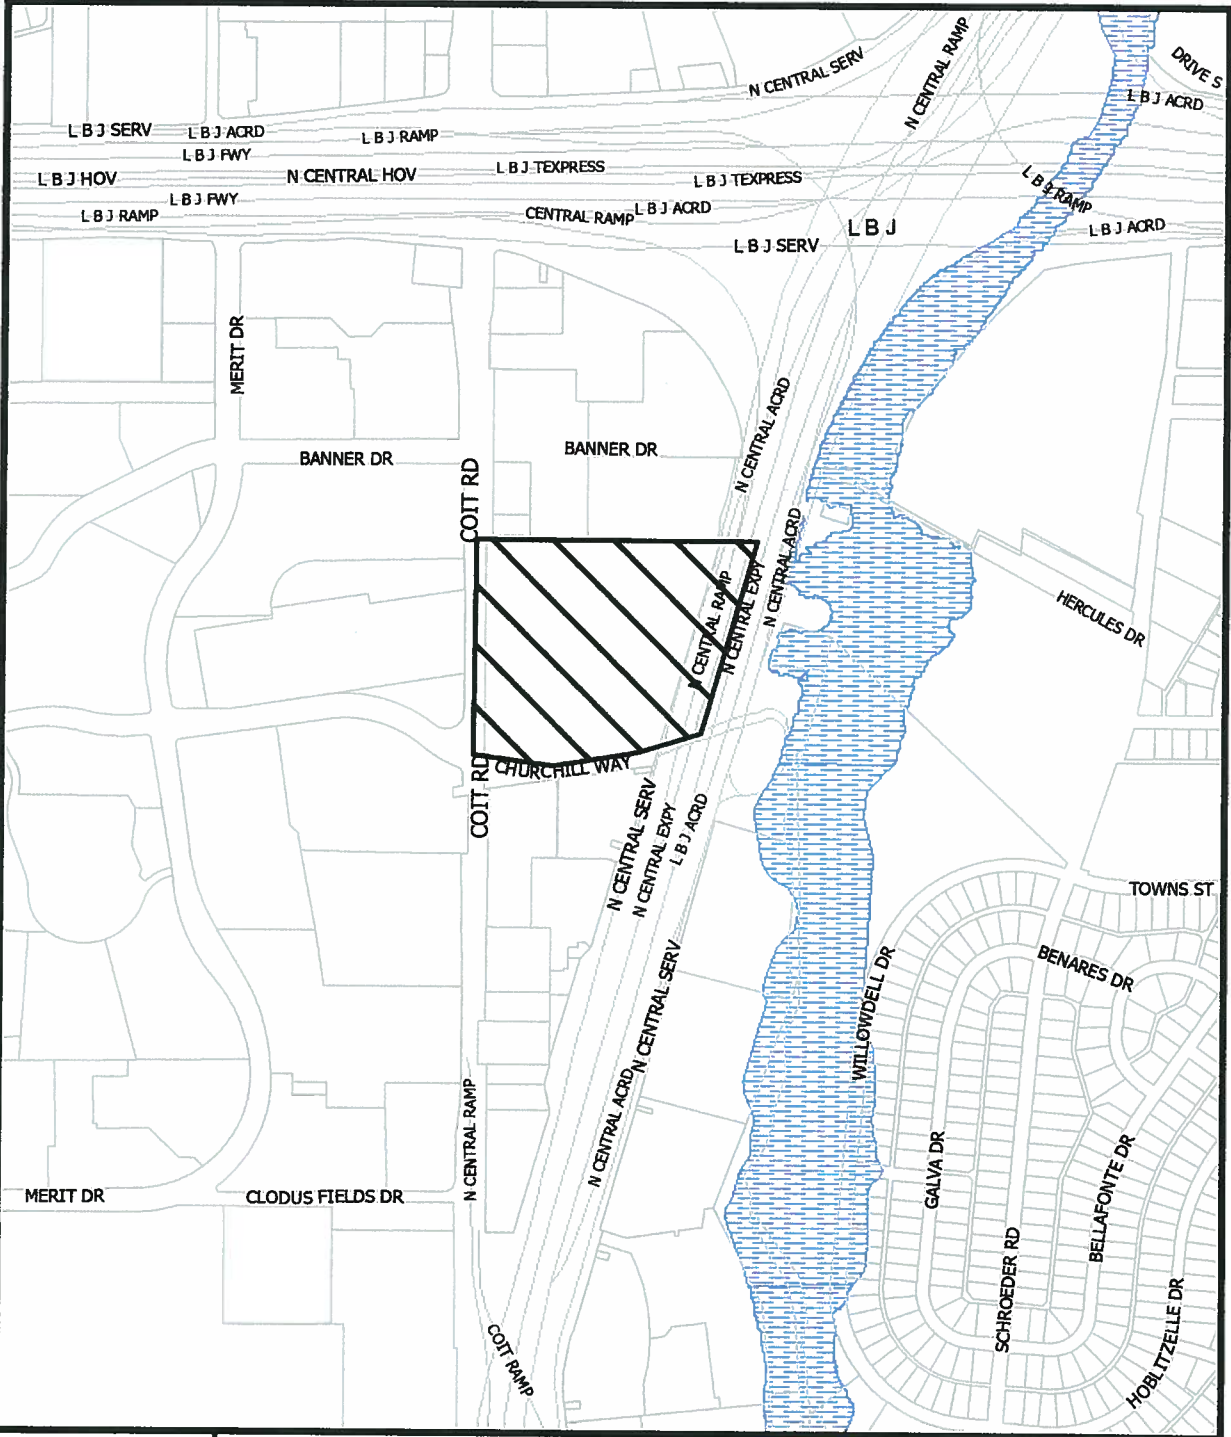 N CENTRAL SERV
N CENTRAL RAMP
DRIVE S
L B J ACRD
L B J SERV
L B J ACRD
L B J RAMP
L B J FWY
L B J HOV
N CENTRAL HOV
L B J TEXPRESS
L B J TEXPRESS
L B J RAMP
L B J FWY
L B J RAMP
CENTRAL RAMP
L B J ACRD
L B J
L B J ACRD
L B J SERV
MERIT DR
N CENTRAL ACRD
BANNER DR
BANNER DR
COIT RD
N CENTRAL ACRD
N CENTRAL RAMP
N CENTRAL EXPY
HERCULES DR
CHURCHILL WAY
COIT RD
N CENTRAL SERV
N CENTRAL EXPY
L B J ACRD
TOWNS ST
BENARES DR
N CENTRAL SERV
WILLOWDELL DR
N CENTRAL ACRD
N CENTRAL RAMP
GALVA DR
BELLAFONTE DR
MERIT DR
CLODUS FIELDS DR
SCHROEDER RD
HOBLITZELLE DR
COIT RAMP